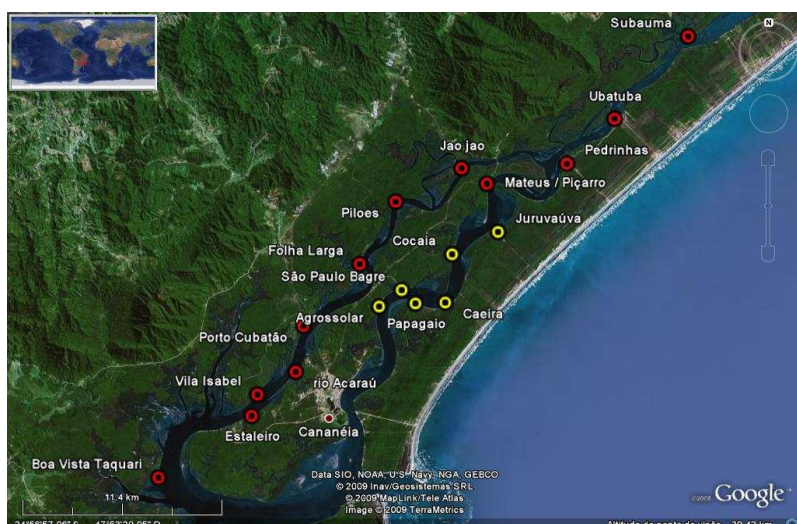 Subauma
Ubatuba
Jao jao
Pedrinhas
Mateus / Piçarro
Piloes
Juruvaúva
Cocaia
Folha Larga
São Paulo Bagre
Agrossolar
Papagaio
Caeira
Porto Cubatão
Vila Isabel
rio Acaraú
Estaleiro
Cananéia
Boa Vista Taquari
11.4 km
Data SIO, NOAA, U.S. Navy, NGA, GEBCO
© 2009 Inav/Geosistemas SRL
© 2009 MapLink/Tele Atlas
Image © 2009 TerraMetrics
©2009 Google
N